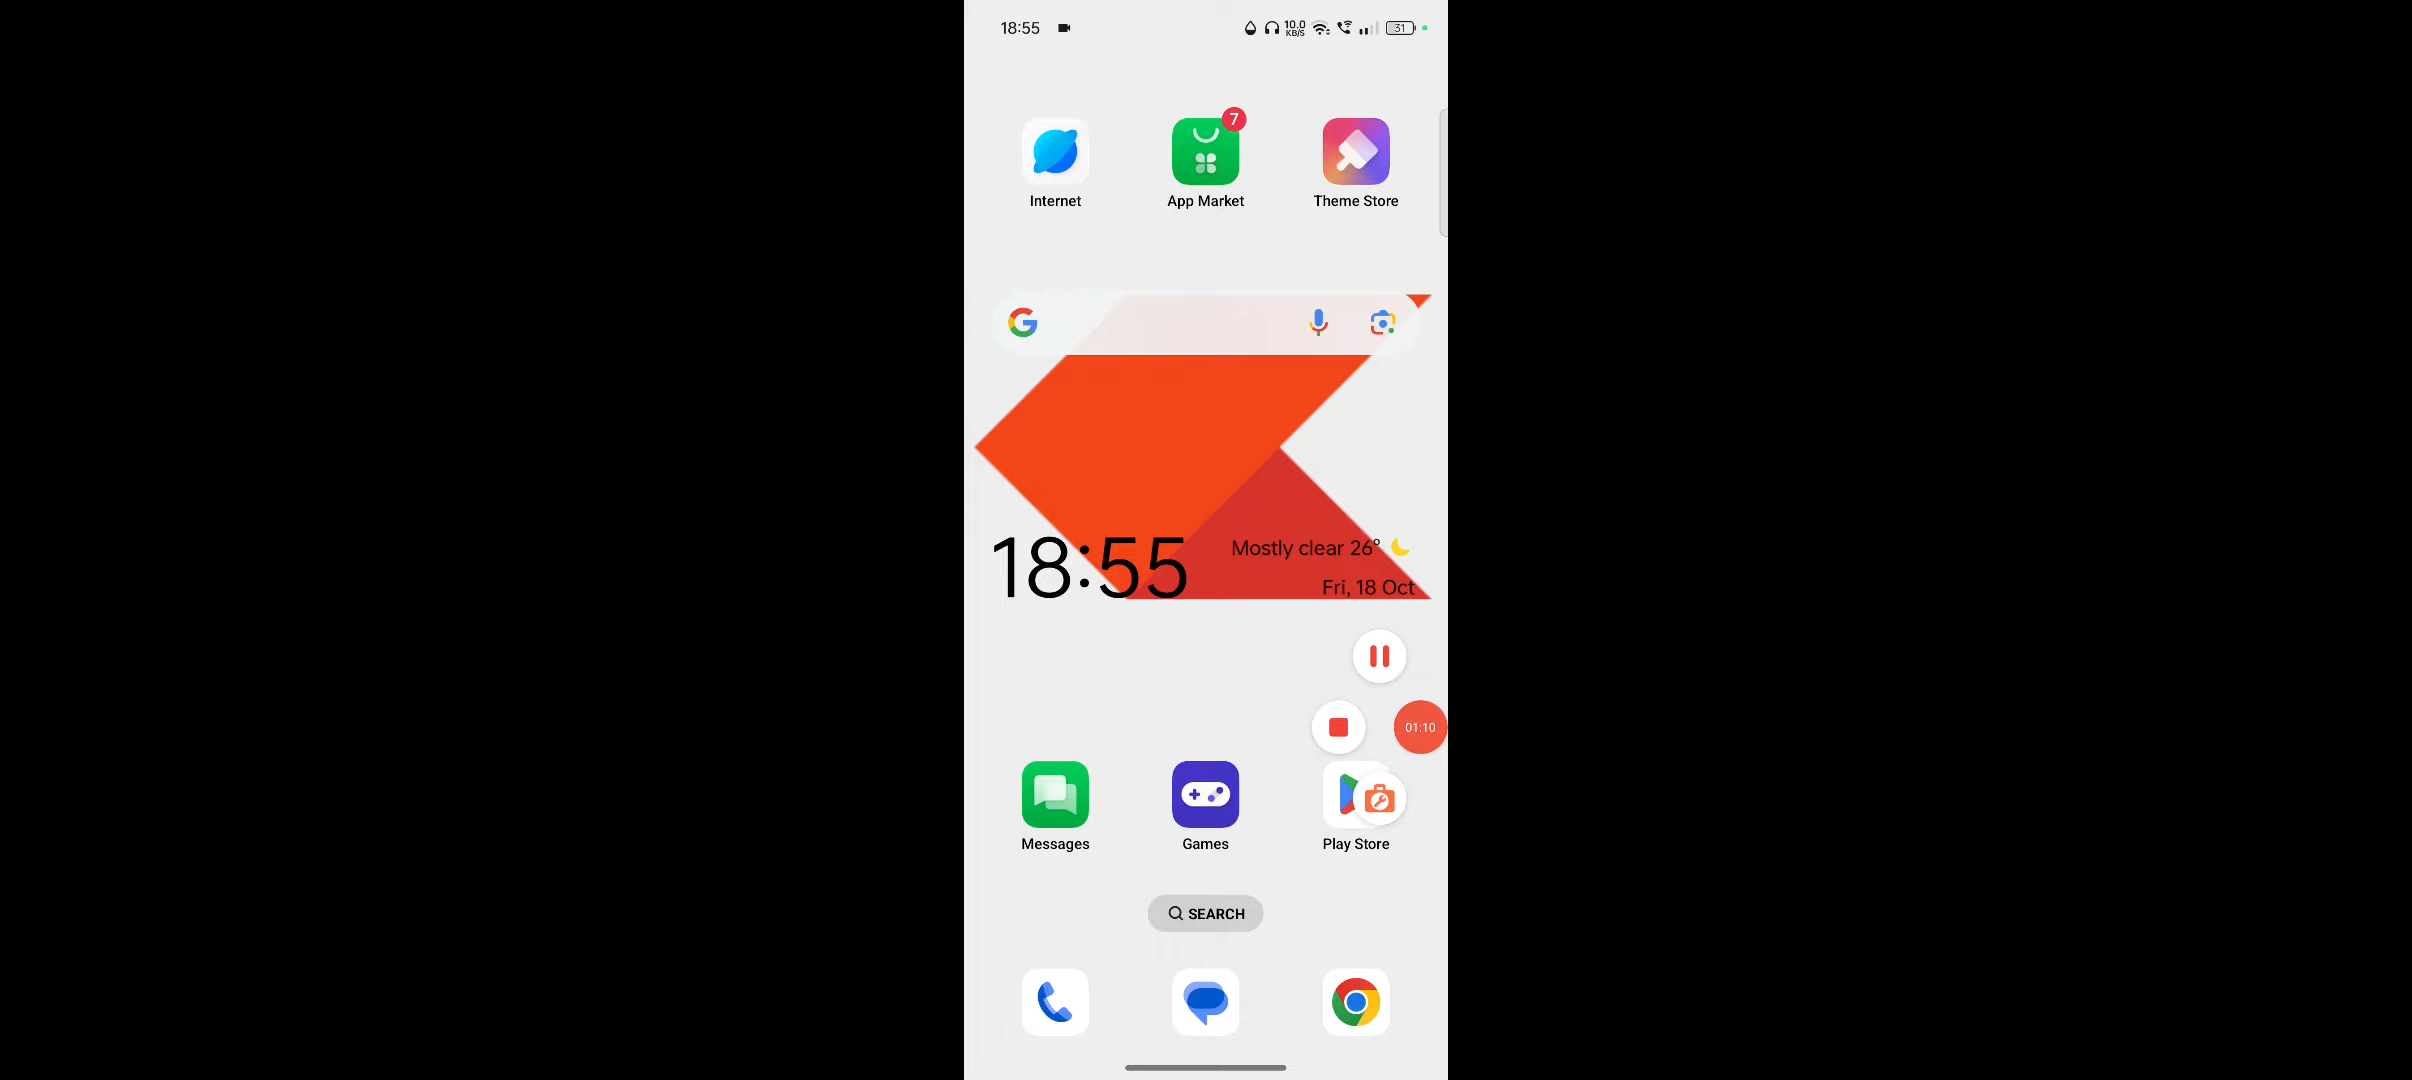 18:55
10.0
KB/S
31
7
Internet
App Market
Theme Store
18:55
Mostly clear 26°
Fri, 18 Oct
01:10
Messages
Games
Play Store
SEARCH